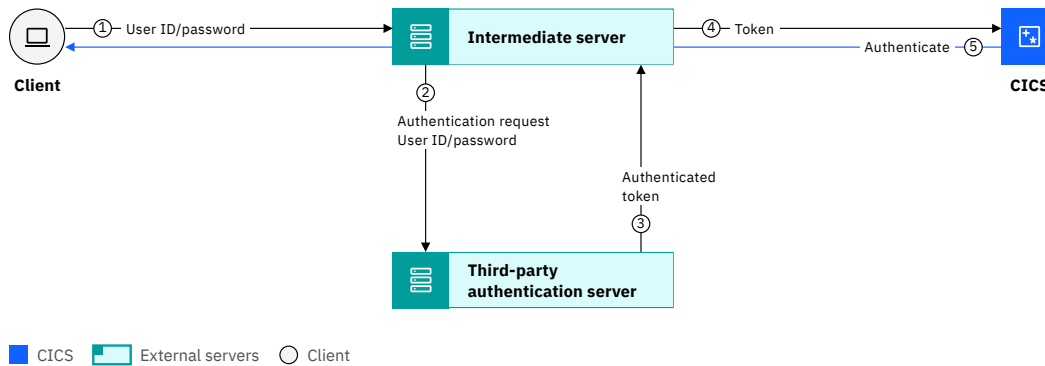 1 User ID/password
Intermediate server
4 Token
Authenticate 5
Client
CICS
2
Authentication request
User ID/password
Authenticated
token
3
Third-party
authentication server
CICS External servers Client